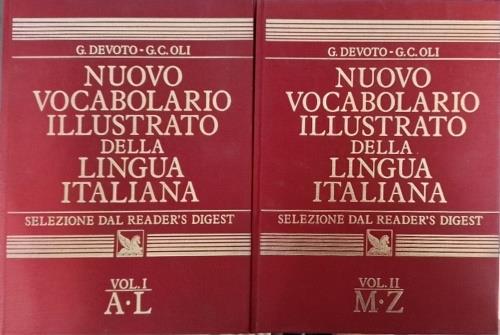 G. DEVOTO - G.C. OLI
NUOVO
VOCABOLARIO
ILLUSTRATO
DELLA
LINGUA
ITALIANA
SELEZIONE DAL READER'S DIGEST
VOL. I
A·L
G. DEVOTO - G.C. OLI
NUOVO
VOCABOLARIO
ILLUSTRATO
DELLA
LINGUA
ITALIANA
SELEZIONE DAL READER'S DIGEST
VOL. II
M·Z